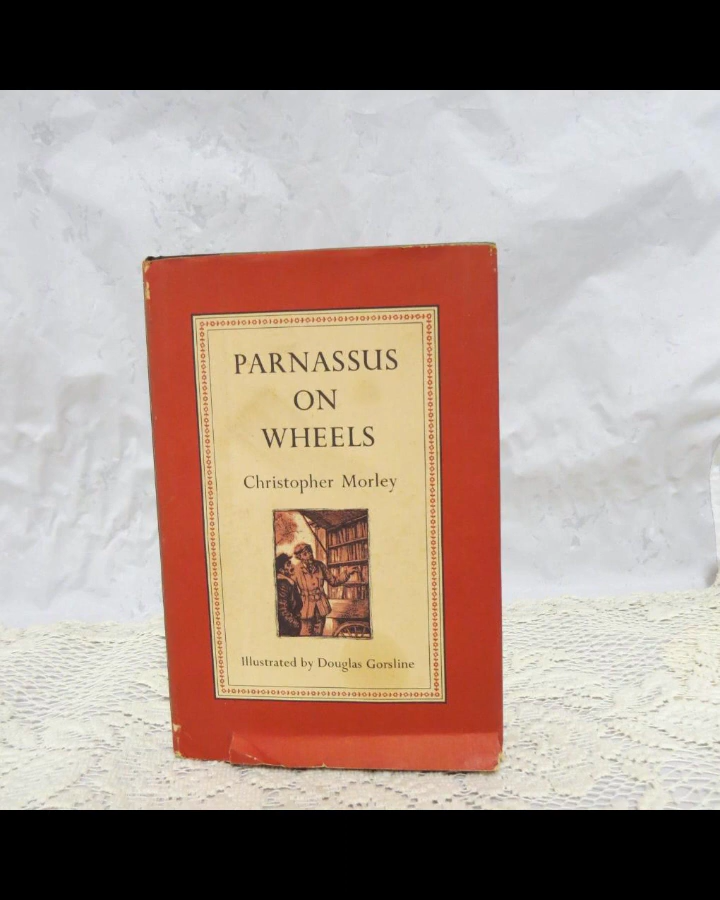 PARNASSUS
ON
WHEELS
Christopher Morley
Illustrated by Douglas Gorsline